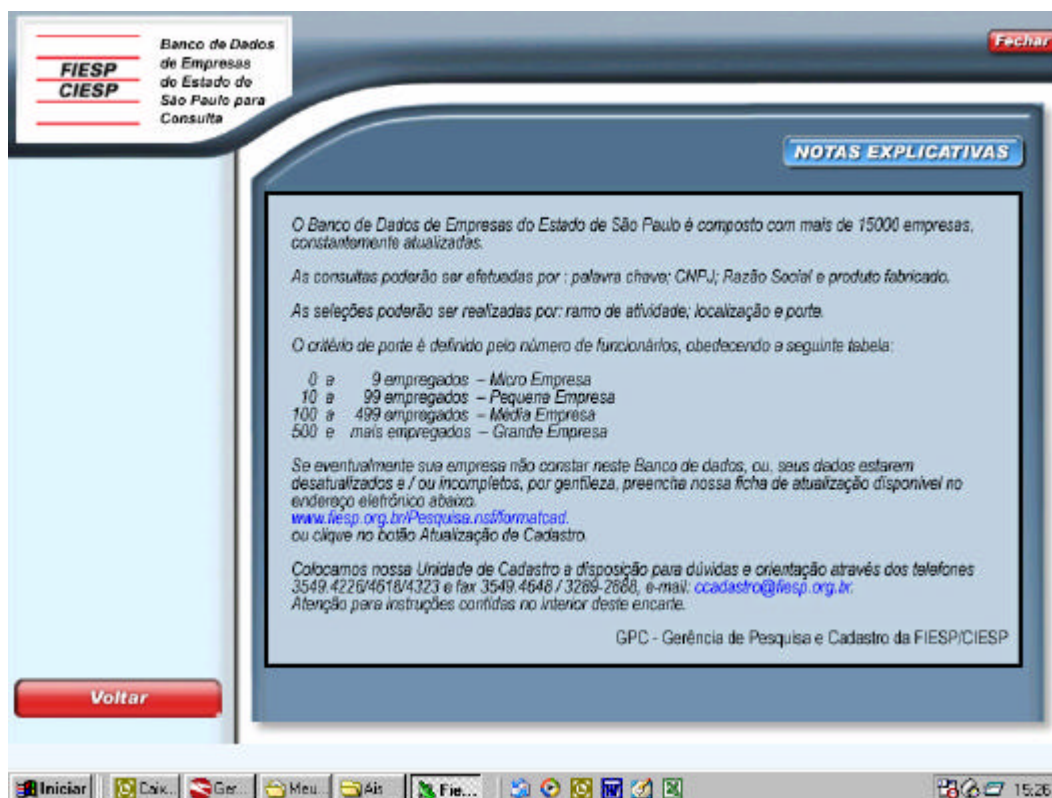 FIESP
CIESP
Banco de Dados
de Empresas
do Estado de
São Paulo para
Consulta
Fechar
NOTAS EXPLICATIVAS
O Banco de Dados de Empresas do Estado de São Paulo é composto com mais de 15000 empresas,
constantemente atualizadas.
As consultas poderão ser efetuadas por : palavra chave; CNPJ; Razão Social e produto fabricado.
As seleções poderão ser realizadas por: ramo de atividade; localização e porte.
O critério de porte é definido pelo número de funcionários, obedecendo a seguinte tabela:
0 a 9 empregados – Micro Empresa
10 a 99 empregados – Pequena Empresa
100 a 499 empregados – Média Empresa
500 e mais empregados – Grande Empresa
Se eventualmente sua empresa não constar neste Banco de dados, ou, seus dados estarem
desatualizados e / ou incompletos, por gentileza, preencha nossa ficha de atualização disponível no
endereço eletrônico abaixo.
www.fiesp.org.br/Pesquisa.nsf/formatcad.
ou clique no botão Atualização de Cadastro.
Colocamos nossa Unidade de Cadastro a disposição para dúvidas e orientação através dos telefones
3549.4226/4618/4323 e fax 3549.4648 / 3289-2688, e-mail: ccadastro@fiesp.org.br.
Atenção para instruções contidas no interior deste encarte.
GPC - Gerência de Pesquisa e Cadastro da FIESP/CIESP
Voltar
Iniciar
Caix...
Ger...
Meu...
Ais
Fie...
15:26